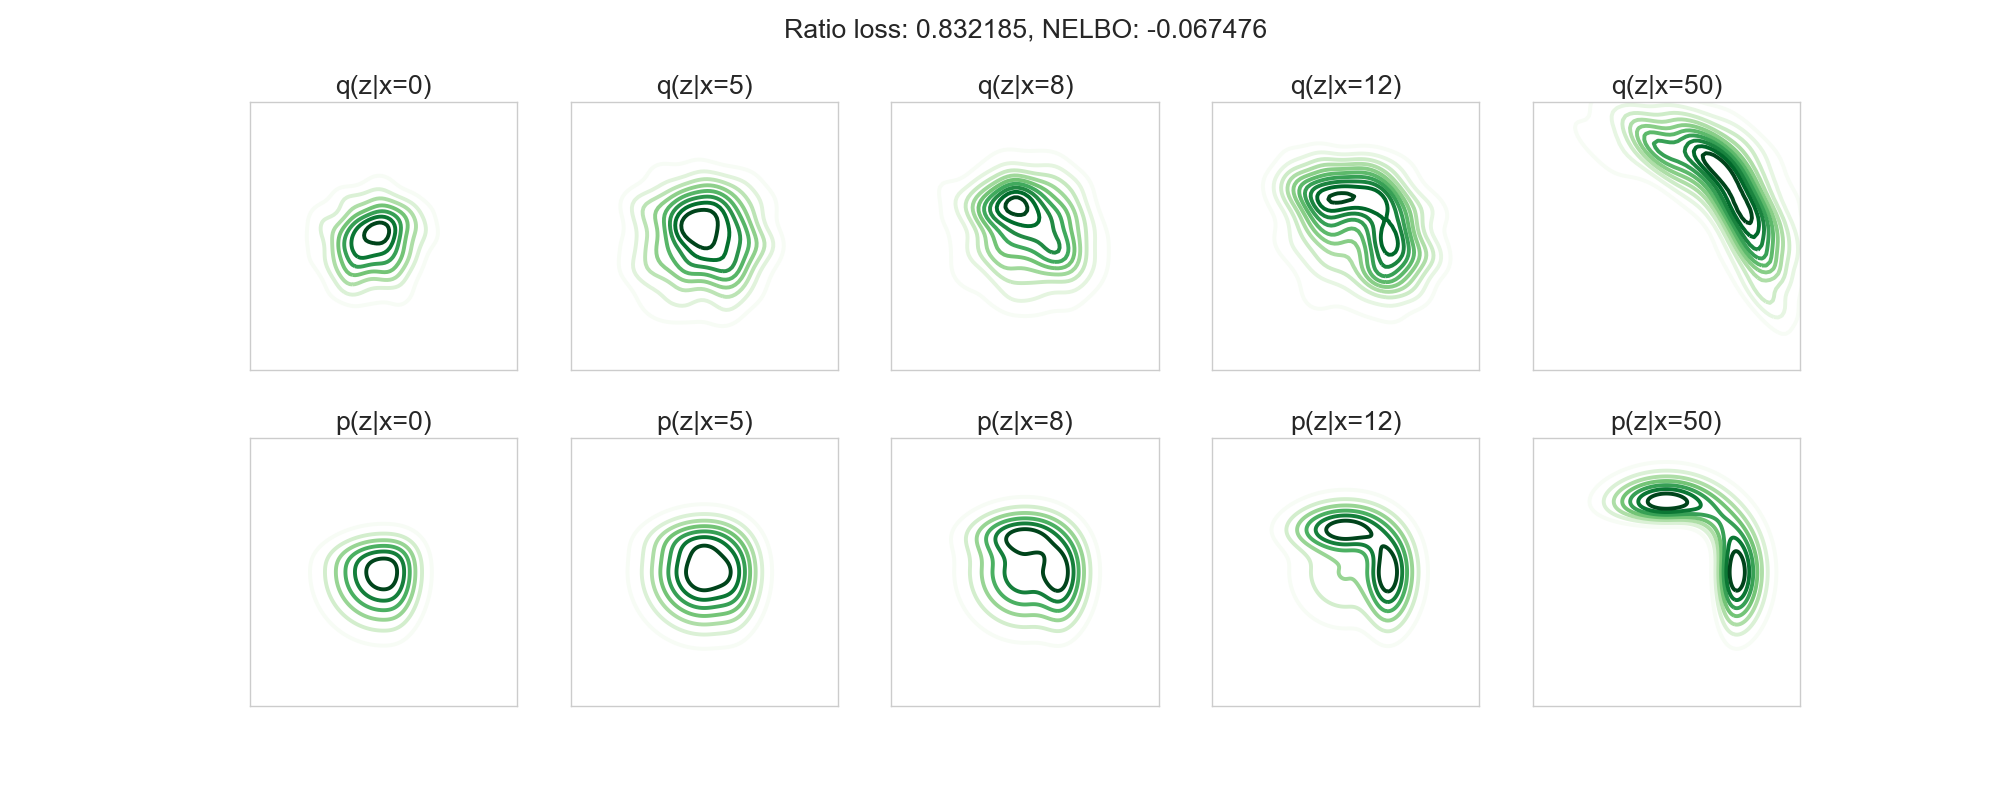 Ratio loss: 0.832185, NELBO: -0.067476
q(z|x=0) q(z|x=5) q(z|x=8) q(z|x=12) q(z|x=50)
p(z|x=0) p(z|x=5) p(z|x=8) p(z|x=12) p(z|x=50)